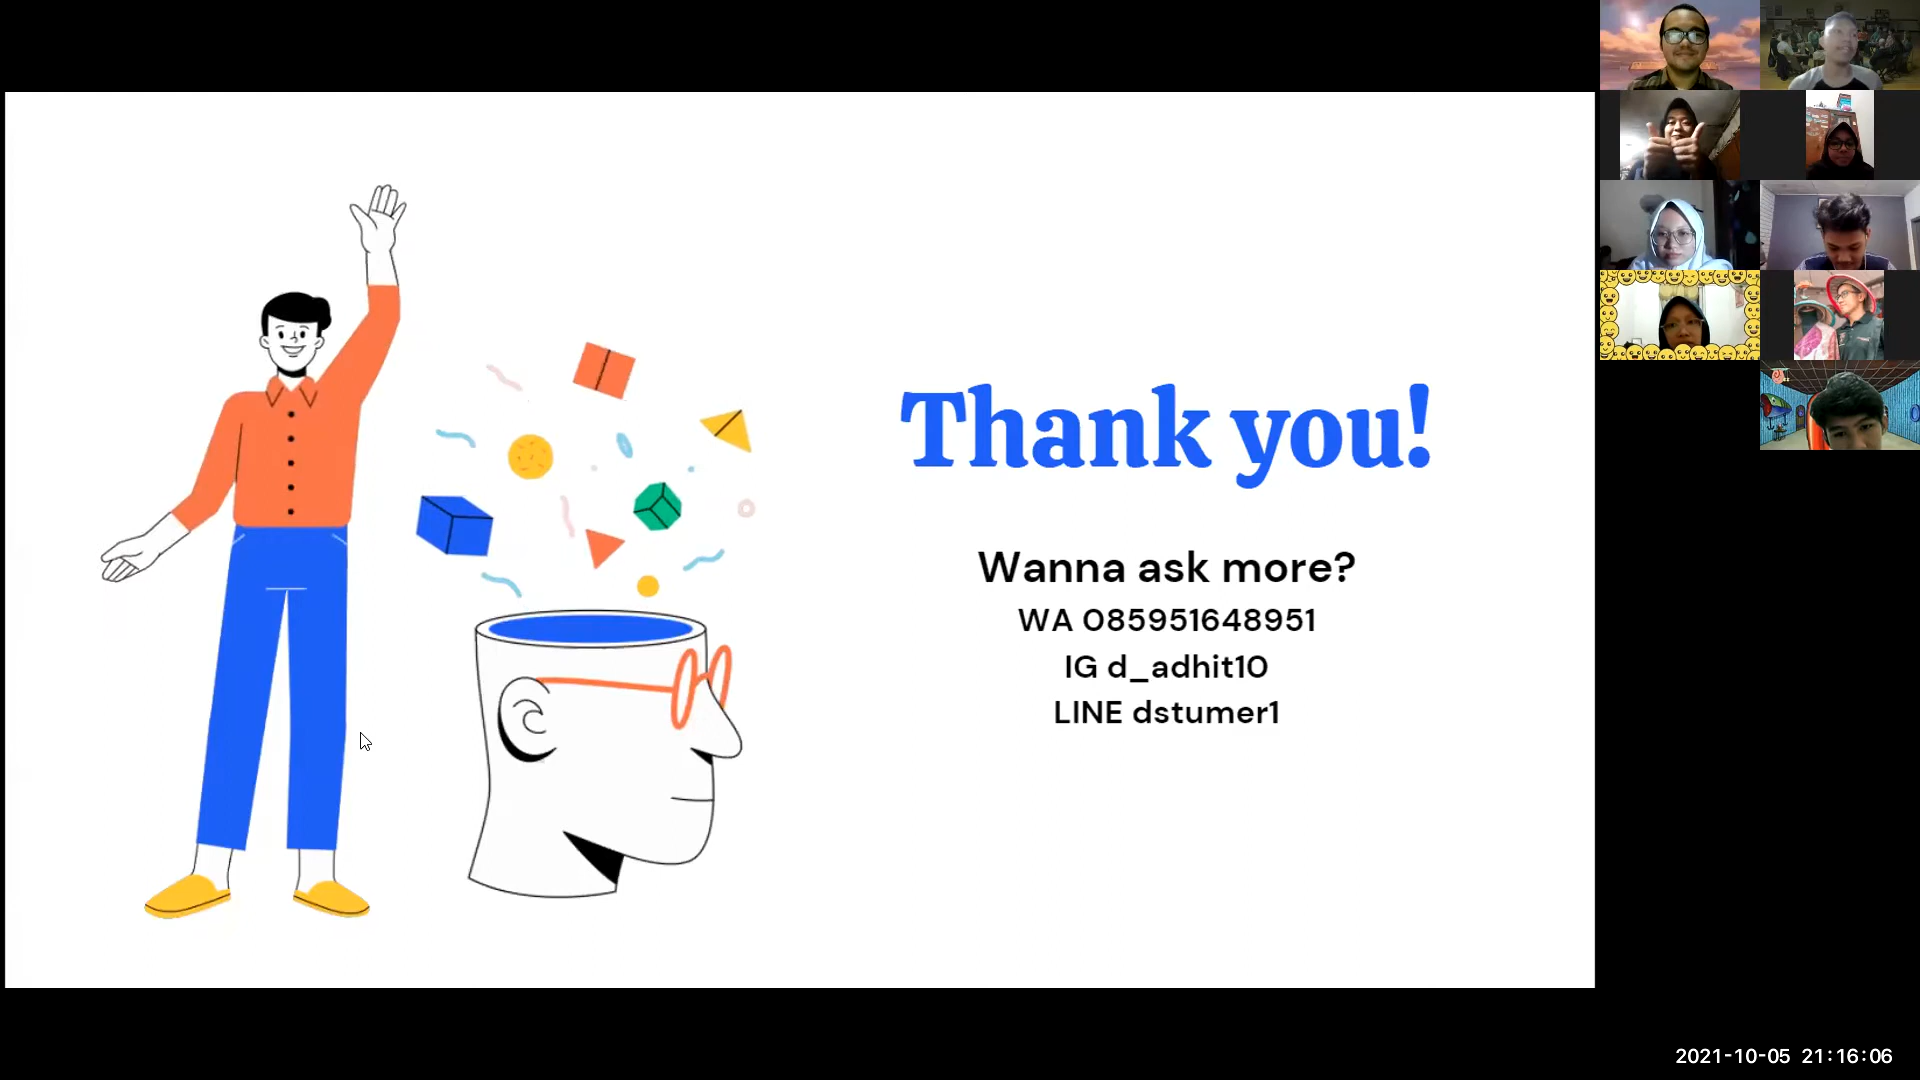 Thank you!
Wanna ask more?
WA 085951648951
IG d_adhit10
LINE dstumer1
2021-10-05 21:16:06